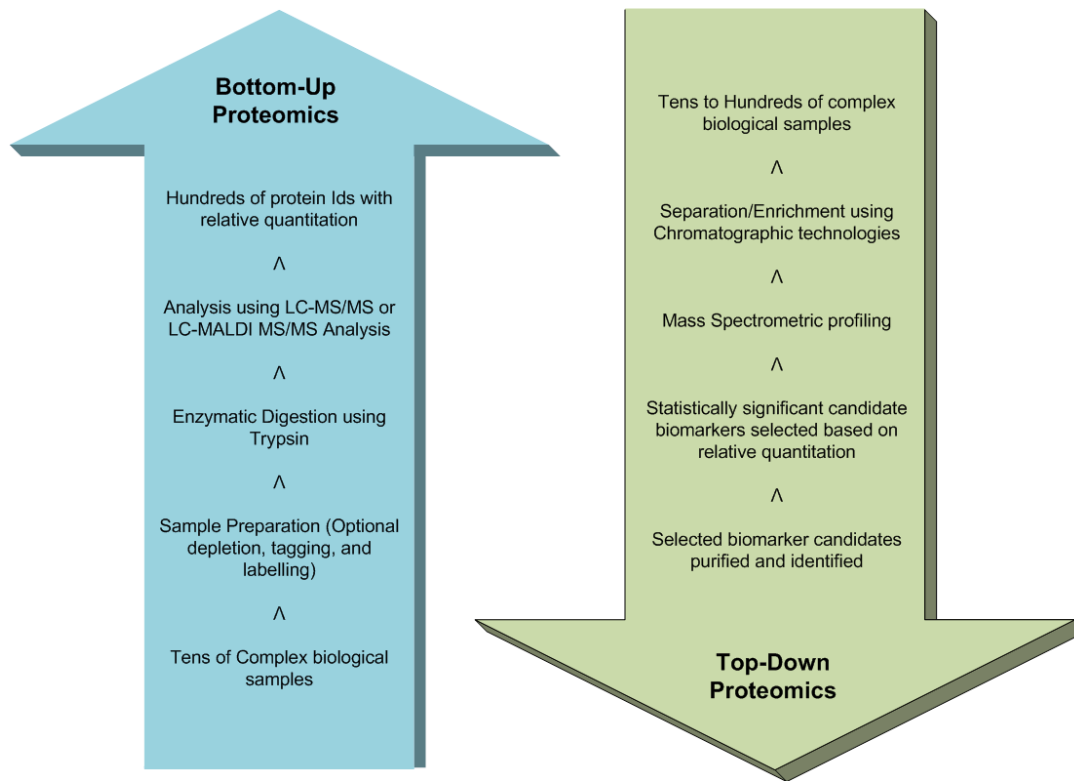 Bottom-Up
Proteomics
Hundreds of protein Ids with
relative quantitation
Λ
Analysis using LC-MS/MS or
LC-MALDI MS/MS Analysis
Λ
Enzymatic Digestion using
Trypsin
Λ
Sample Preparation (Optional
depletion, tagging, and
labelling)
Λ
Tens of Complex biological
samples
Tens to Hundreds of complex
biological samples
Λ
Separation/Enrichment using
Chromatographic technologies
Λ
Mass Spectrometric profiling
Λ
Statistically significant candidate
biomarkers selected based on
relative quantitation
Λ
Selected biomarker candidates
purified and identified
Top-Down
Proteomics